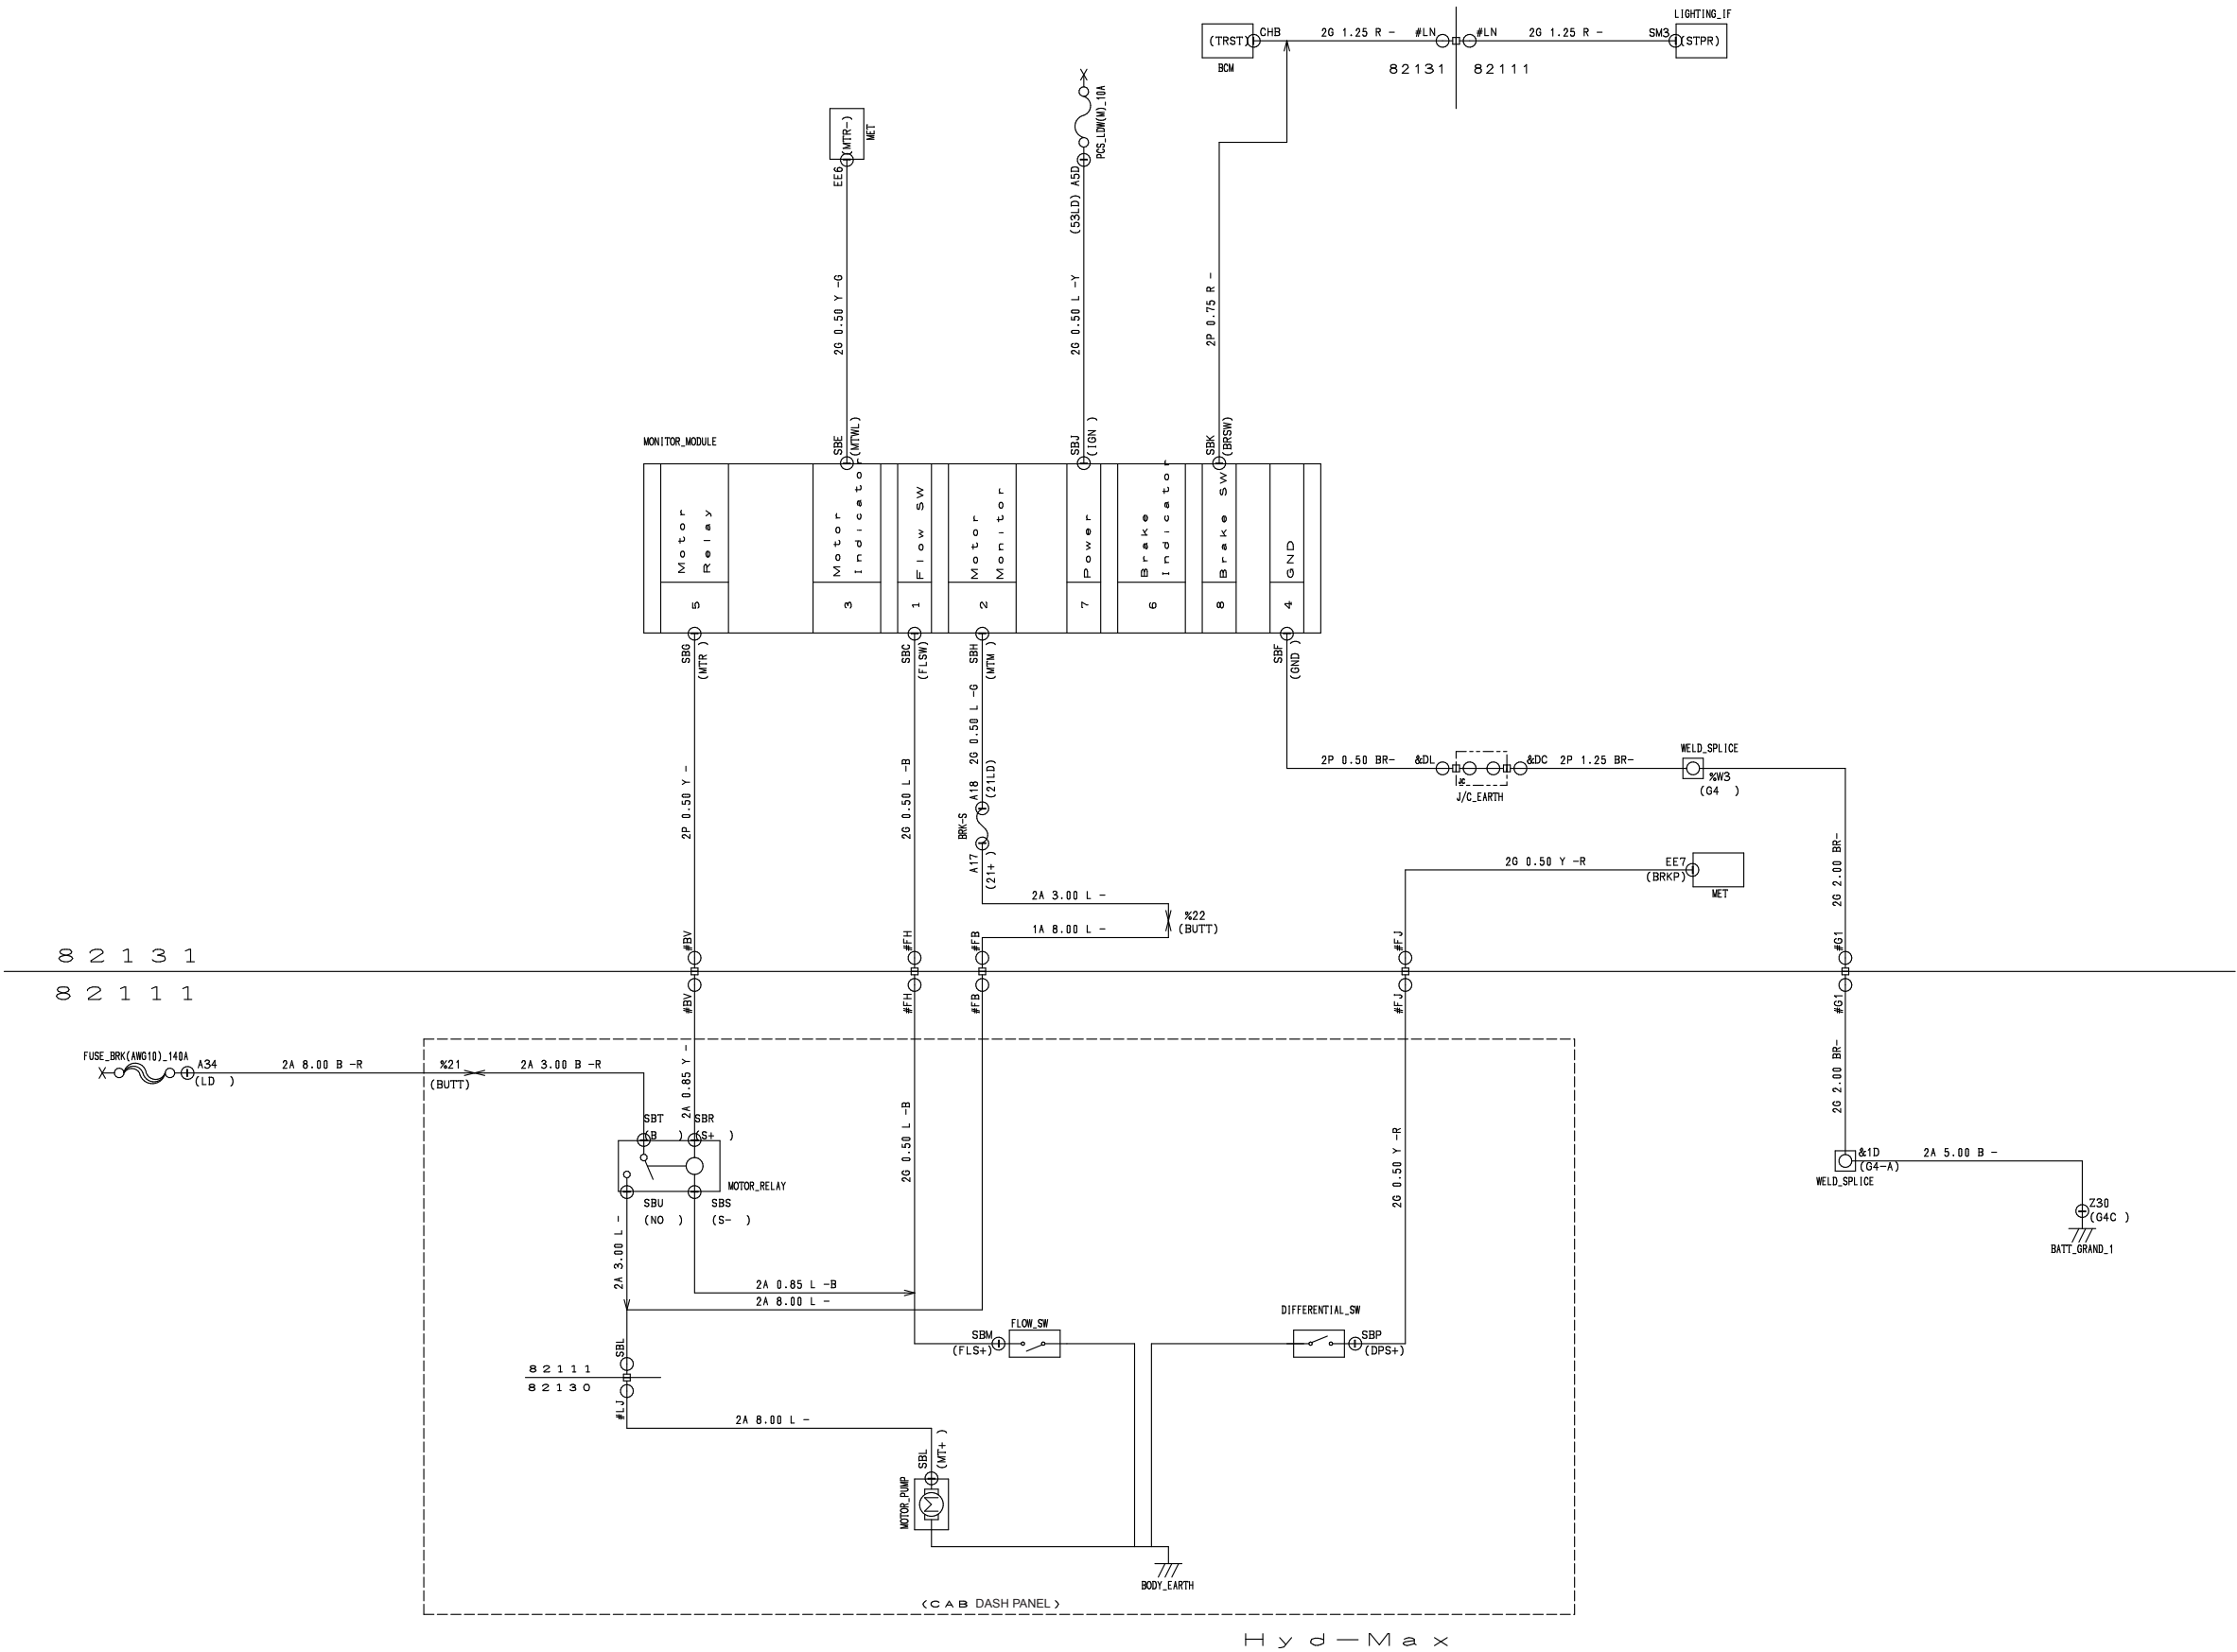 LIGHTING_IF
(TRST)
CHB
2G 1.25 R -
#LN
#LN
2G 1.25 R -
SM3
(STPR)
BCM
82131
82111
(MTR-)
MET
EE6
PCS_LDW(M)_10A
(53LD) A5D
2G 0.50 Y -G
2G 0.50 L -Y
2P 0.75 R -
MONITOR_MODULE
SBE
(MTWL)
SBJ
(IGN )
SBK
(BRSW)
Motor
Relay
Motor
Indicator
Flow SW
Motor
Monitor
Power
Brake
Indicator
Brake SW
GND
5
3
1
2
7
6
8
4
SBG
(MTR )
SBC
(FLSW)
SBH
(MTM )
SBF
(GND )
2P 0.50 Y -
2G 0.50 L -B
2G 0.50 L -G
A18
(21LD)
BRK-S
A17
(21+ )
2P 0.50 BR-
&DL
JC
J/C_EARTH
&DC
2P 1.25 BR-
WELD_SPLICE
%W3
(G4 )
2G 0.50 Y -R
EE7
(BRKP)
MET
2G 2.00 BR-
2A 3.00 L -
%22
(BUTT)
1A 8.00 L -
82131
#BV
#FH
#FB
#FJ
#G1
82111
#BV
#FH
#FB
#FJ
#G1
FUSE_BRK(AWG10)_140A
A34
(LD )
2A 8.00 B -R
%21
(BUTT)
2A 3.00 B -R
2A 0.85 Y -
2G 0.50 L -B
2G 0.50 Y -R
2G 2.00 BR-
SBT
(B )
SBR
(S+ )
MOTOR_RELAY
SBU
(NO )
SBS
(S- )
&1D
(G4-A)
2A 5.00 B -
WELD_SPLICE
Z30
(G4C )
BATT_GRAND_1
2A 3.00 L -
2A 0.85 L -B
2A 8.00 L -
SBL
SBM
(FLS+)
FLOW_SW
DIFFERENTIAL_SW
SBP
(DPS+)
82111
82130
#LJ
2A 8.00 L -
SBL
(MT+ )
MOTOR_PUMP
M
BODY_EARTH
(CAB DASH PANEL)
Hyd-Max